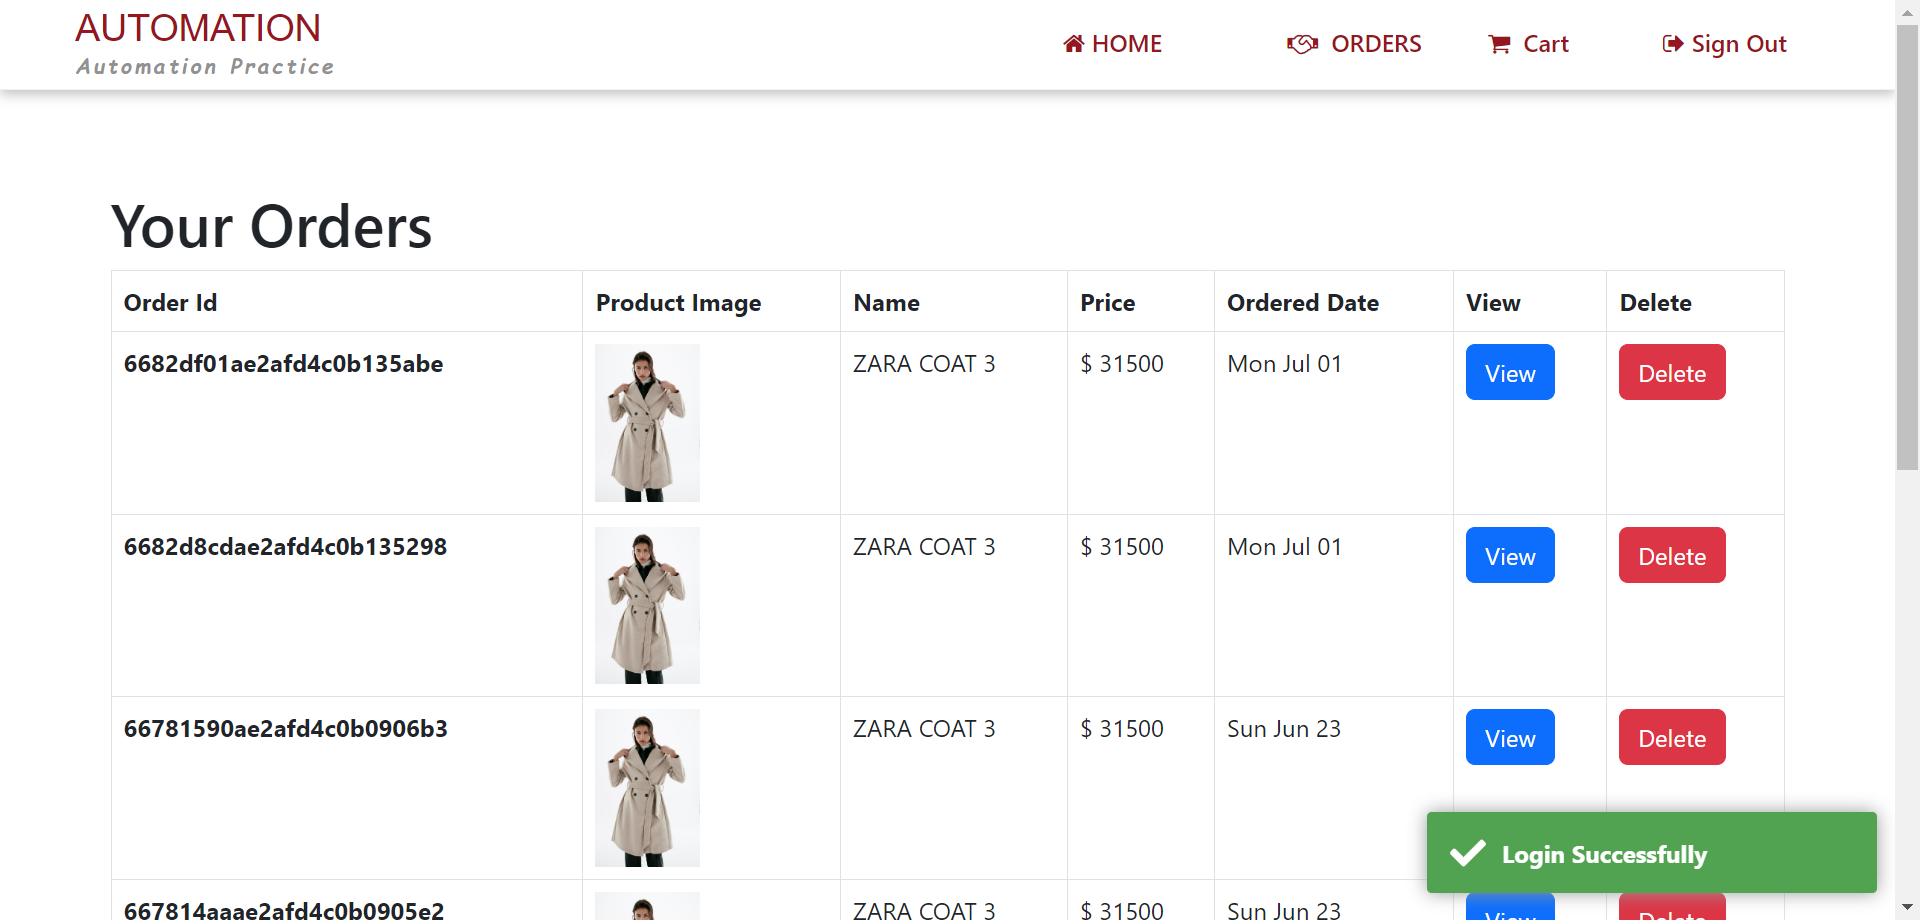 AUTOMATION
Automation Practice
HOME
ORDERS
Cart
Sign Out
Your Orders
Order Id Product Image Name Price Ordered Date View Delete
6682df01ae2afd4c0b135abe ZARA COAT 3 $ 31500 Mon Jul 01 View Delete
6682d8cdae2afd4c0b135298 ZARA COAT 3 $ 31500 Mon Jul 01 View Delete
66781590ae2afd4c0b0906b3 ZARA COAT 3 $ 31500 Sun Jun 23 View Delete
667814aaae2afd4c0b0905e2 ZARA COAT 3 $ 31500 Sun Jun 23 View Delete
Login Successfully